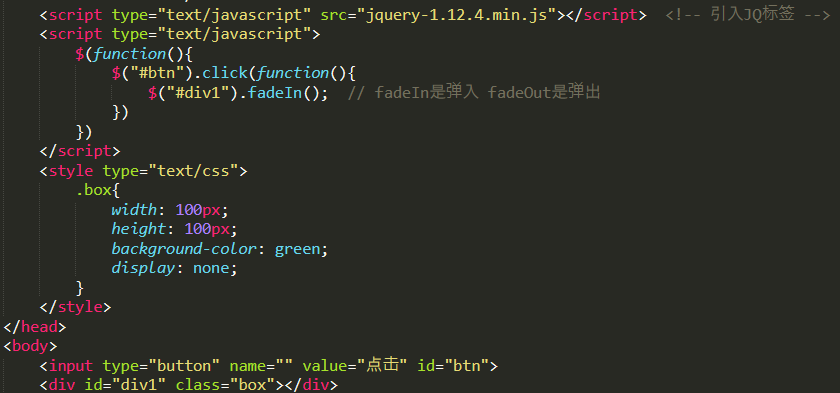 <script type="text/javascript" src="jquery-1.12.4.min.js"></script>  <!-- 引入JQ标签 -->
<script type="text/javascript">
$(function(){
$("#btn").click(function(){
$("#div1").fadeIn();  // fadeIn是弹入 fadeOut是弹出
})
})
</script>
<style type="text/css">
.box{
width: 100px;
height: 100px;
background-color: green;
display: none;
}
</style>
</head>
<body>
<input type="button" name="" value="点击" id="btn">
<div id="div1" class="box"></div>